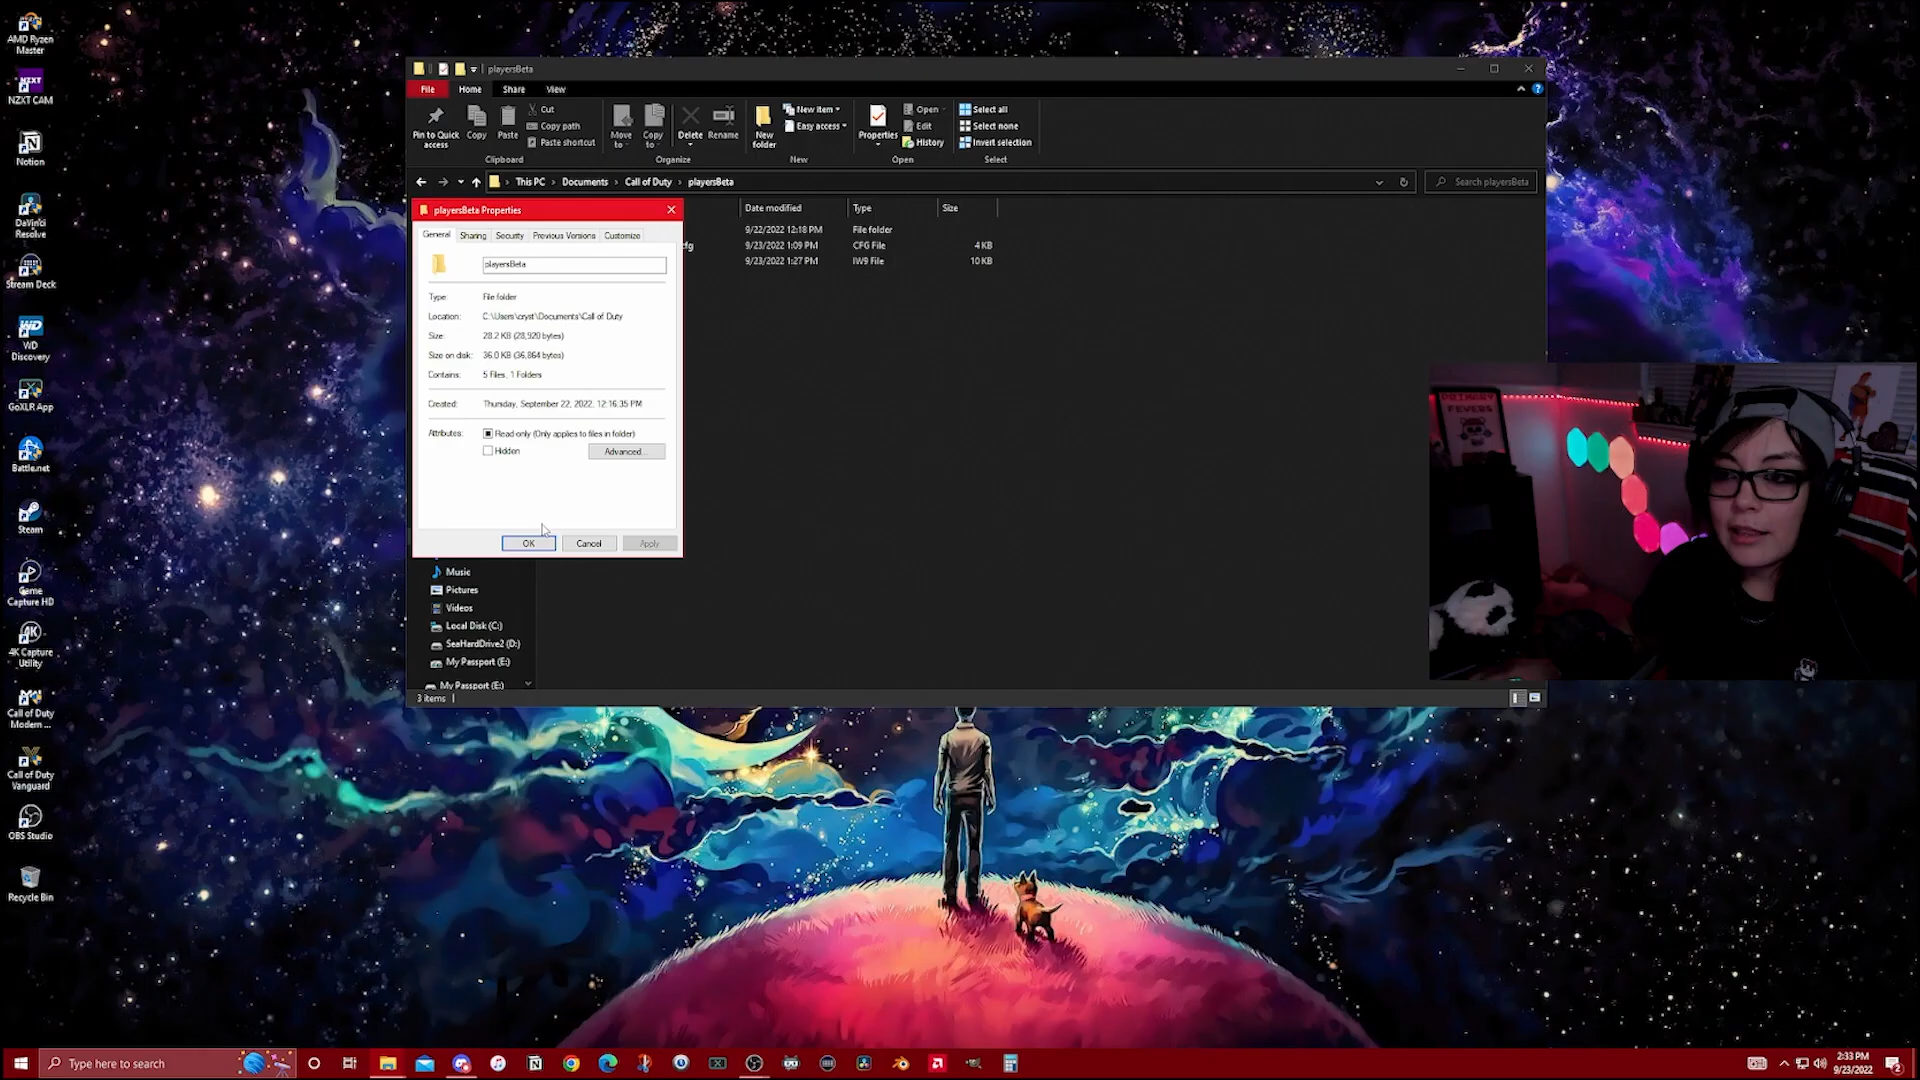 AMD Ryzen
Master
NZXT CAM
Notion
DaVinci
Resolve
Stream Deck
WD
Discovery
GoXLR App
Battle.net
Steam
Game
Capture HD
4K Capture
Utility
Call of Duty
Modern ...
Call of Duty
Vanguard
OBS Studio
Recycle Bin
playersBeta
File
Home
Share
View
Pin to Quick
access
Copy
Paste
Cut
Copy path
Paste shortcut
Clipboard
Move
to
Copy
to
Delete
Rename
Organize
New
folder
New item
Easy access
New
Properties
Open
Edit
History
Open
Select all
Select none
Invert selection
Select
This PC > Documents > Call of Duty > playersBeta
Search playersBeta
Date modified
Type
Size
9/22/2022 12:18 PM
File folder
cfg
9/23/2022 1:09 PM
CFG File
4 KB
9/23/2022 1:27 PM
IW9 File
10 KB
playersBeta Properties
General
Sharing
Security
Previous Versions
Customize
playersBeta
Type: File folder
Location: C:\Users\cryst\Documents\Call of Duty
Size: 28.2 KB (28,920 bytes)
Size on disk: 36.0 KB (36,864 bytes)
Contains: 5 Files, 1 Folders
Created: Thursday, September 22, 2022, 12:16:35 PM
Attributes: Read-only (Only applies to files in folder)
Hidden
Advanced...
OK
Cancel
Apply
Music
Pictures
Videos
Local Disk (C:)
SeaHardDrive2 (D:)
My Passport (E:)
My Passport (E:)
3 items
PRIMARY
FEVERS
Type here to search
2:33 PM
9/23/2022
2